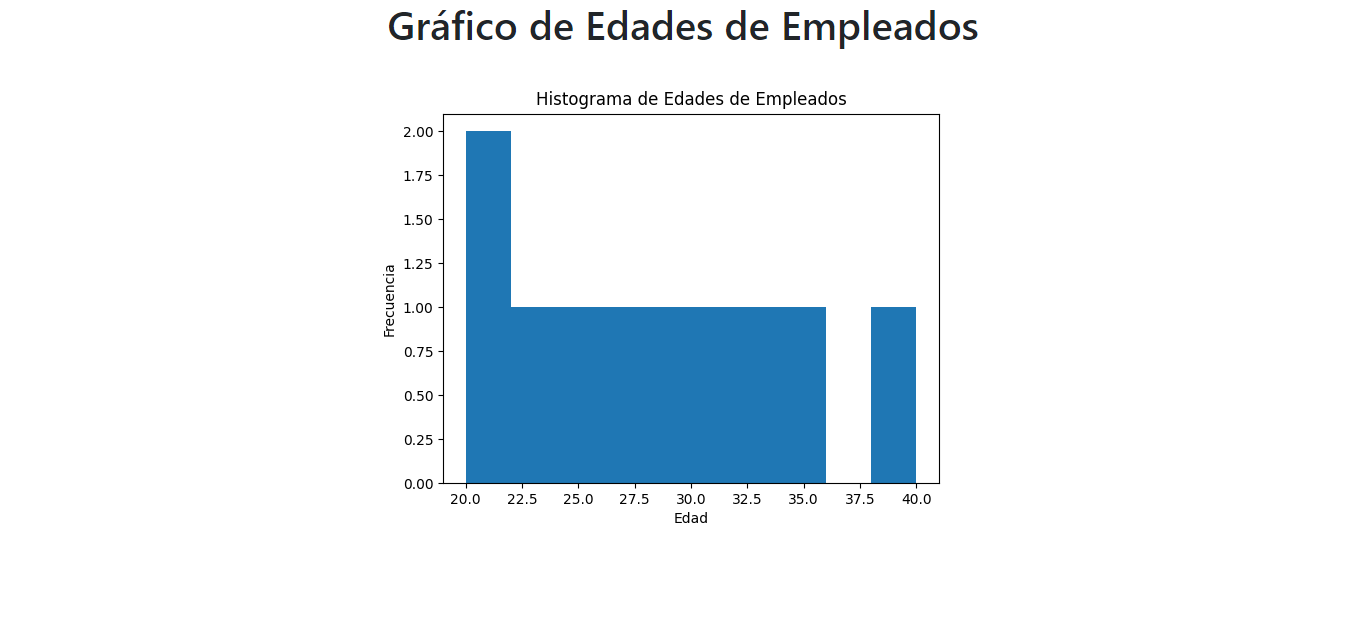 Gráfico de Edades de Empleados
Histograma de Edades de Empleados
2.00
1.75
1.50
1.25
1.00
0.75
0.50
0.25
0.00
Frecuencia
20.0 22.5 25.0 27.5 30.0 32.5 35.0 37.5 40.0
Edad